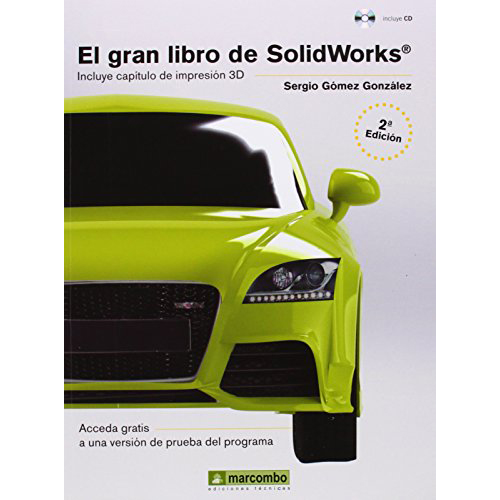 incluye CD
El gran libro de SolidWorks®
Incluye capítulo de impresión 3D
Sergio Gómez González
2ª
Edición
Acceda gratis
a una versión de prueba del programa
marcombo
ediciones técnicas